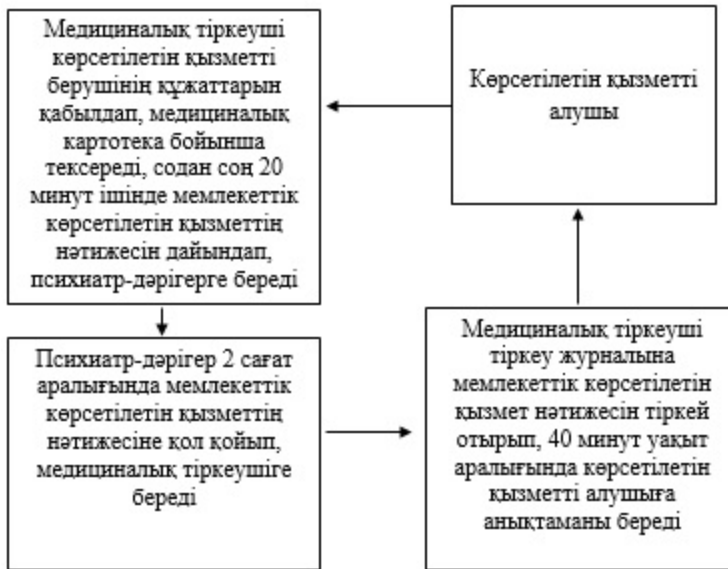 Медициналық тіркеуші
көрсетілетін қызметті
берушінің құжаттарын
қабылдап, медициналық
картотека бойынша
тексереді, содан соң 20
минут ішінде мемлекеттік
көрсетілетін қызметтің
нәтижесін дайындап,
психиатр-дәрігерге береді
Көрсетілетін қызметті
алушы
Психиатр-дәрігер 2 сағат
аралығында мемлекеттік
көрсетілетін қызметтің
нәтижесіне қол қойып,
медициналық тіркеушіге
береді
Медициналық тіркеуші
тіркеу журналына
мемлекеттік көрсетілетін
қызмет нәтижесін тіркей
отырып, 40 минут уақыт
аралығында көрсетілетін
қызметті алушыға
анықтаманы береді